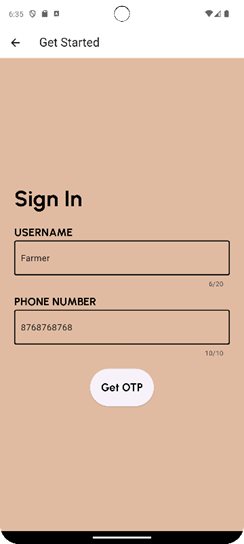 6:35
Get Started
Sign In
USERNAME
Farmer
6/20
PHONE NUMBER
8768768768
10/10
Get OTP